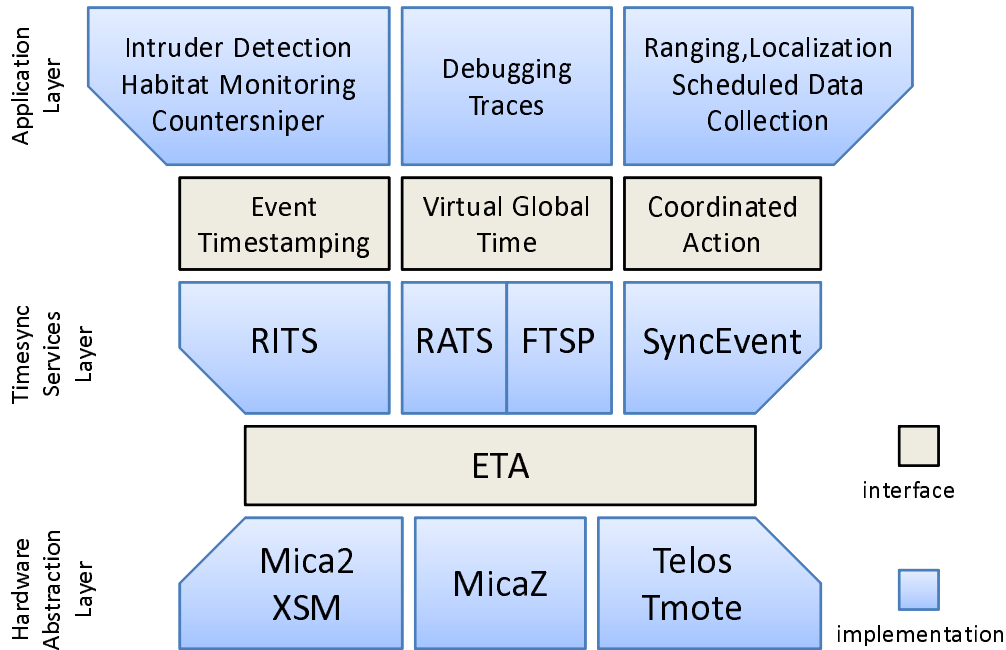 Application
Layer
Intruder Detection
Habitat Monitoring
Countersniper
Debugging
Traces
Ranging,Localization
Scheduled Data
Collection
Event
Timestamping
Virtual Global
Time
Coordinated
Action
Timesync
Services
Layer
RITS
RATS
FTSP
SyncEvent
ETA
interface
Hardware
Abstraction
Layer
Mica2
XSM
MicaZ
Telos
Tmote
implementation